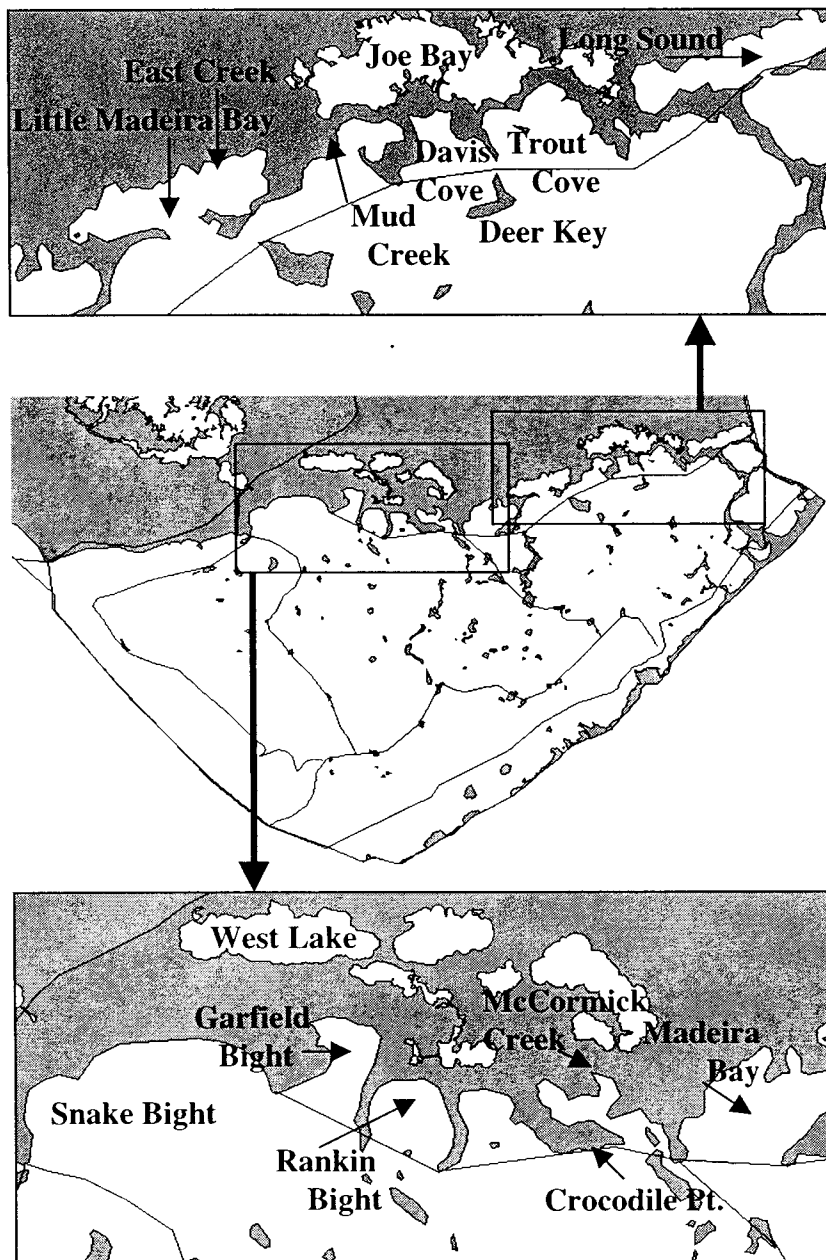 Long Sound
Joe Bay
East Creek
Little Madeira Bay
Davis
Cove
Trout
Cove
Mud
Creek
Deer Key
West Lake
McCormick
Creek
Garfield
Bight
Madeira
Bay
Snake Bight
Rankin
Bight
Crocodile Pt.